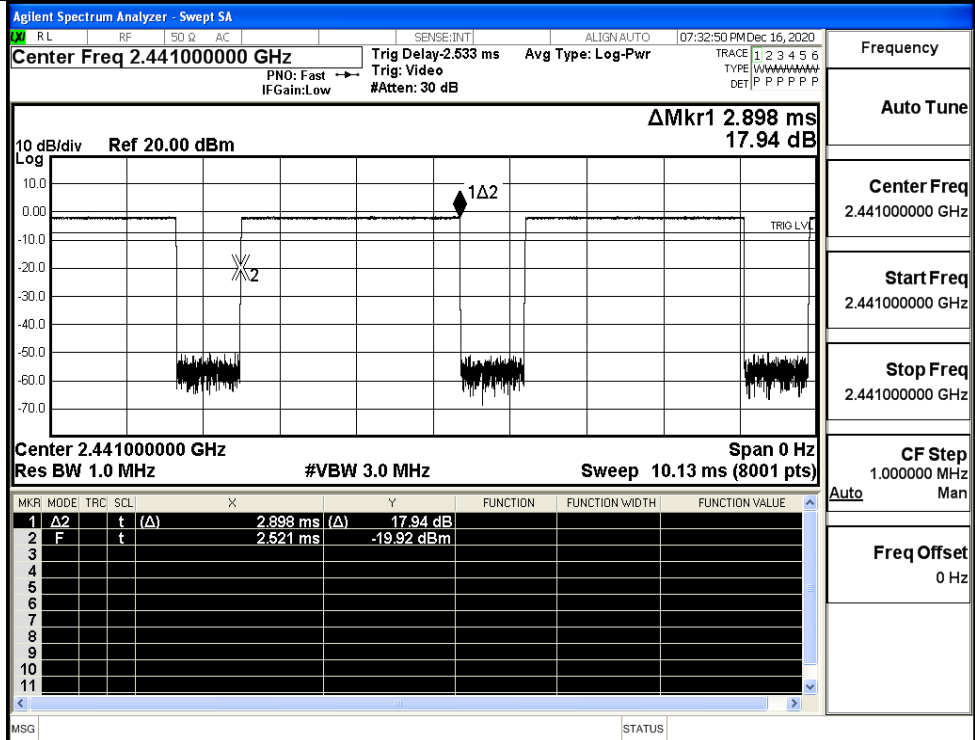 Agilent Spectrum Analyzer - Swept SA
LXI RL RF 50 Ω AC SENSE:INT ALIGN AUTO 07:32:50 PM Dec 16, 2020
Center Freq 2.441000000 GHz
PNO: Fast
IFGain:Low
Trig Delay-2.533 ms
Trig: Video
#Atten: 30 dB
Avg Type: Log-Pwr
TRACE 1 2 3 4 5 6
TYPE WWWWWW
DET P P P P P P
ΔMkr1 2.898 ms
17.94 dB
10 dB/div Ref 20.00 dBm
Log
10.0
0.00
-10.0
-20.0
-30.0
-40.0
-50.0
-60.0
-70.0
1Δ2
TRIG LVL
2
Center 2.441000000 GHz Span 0 Hz
Res BW 1.0 MHz #VBW 3.0 MHz Sweep 10.13 ms (8001 pts)
MKR MODE TRC SCL X Y FUNCTION FUNCTION WIDTH FUNCTION VALUE
1 Δ2 t (Δ) 2.898 ms (Δ) 17.94 dB
2 F t 2.521 ms -19.92 dBm
3
4
5
6
7
8
9
10
11
MSG STATUS
Frequency
Auto Tune
Center Freq
2.441000000 GHz
Start Freq
2.441000000 GHz
Stop Freq
2.441000000 GHz
CF Step
1.000000 MHz
Auto Man
Freq Offset
0 Hz